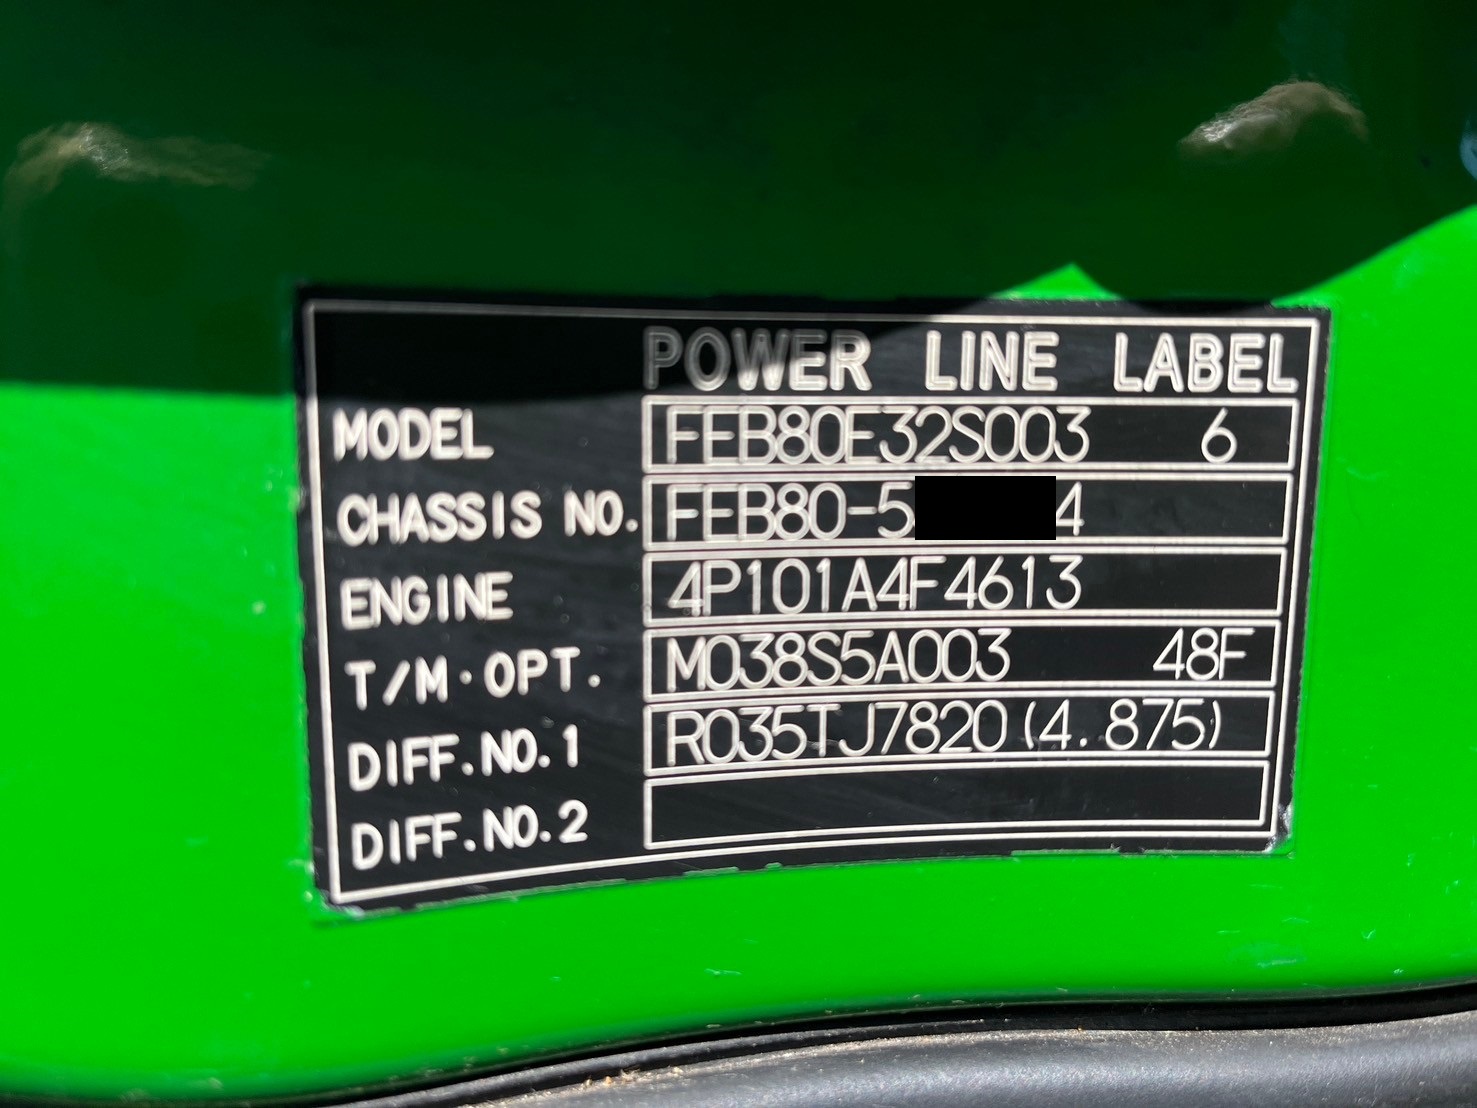 POWER LINE LABEL
MODEL FEB80E32S003 6
CHASSIS NO. FEB80-5 4
ENGINE 4P101A4F4613
T/M·OPT. M038S5A003 48F
DIFF.NO.1 R035TJ7820(4.875)
DIFF.NO.2